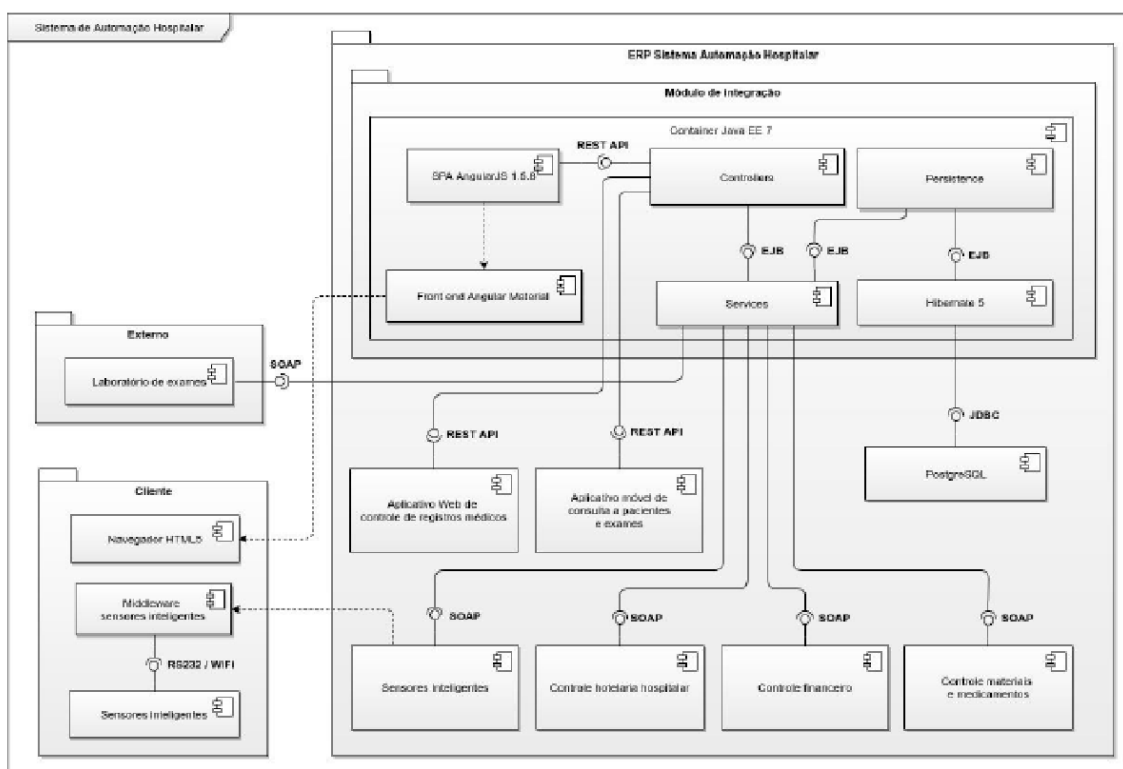 Sistema de Automação Hospitalar
ERP Sistema Automação Hospitalar
Módulo de Integração
Container Java EE 7
REST API
SPA AngularJS 1.5.8
Controllers
Persistence
EJB
EJB
EJB
Front end Angular Material
Services
Hibernate 5
Externo
Laboratório de exames
SOAP
REST API
REST API
JDBC
PostgreSQL
Aplicativo Web de
controle de registros médicos
Aplicativo móvel de
consulta a pacientes
e exames
Cliente
Navegador HTML5
Middleware
sensores inteligentes
RS232 / WIFI
Sensores inteligentes
SOAP
SOAP
SOAP
SOAP
Sensores inteligentes
Controle hotelaria hospitalar
Controle financeiro
Controle materiais
e medicamentos